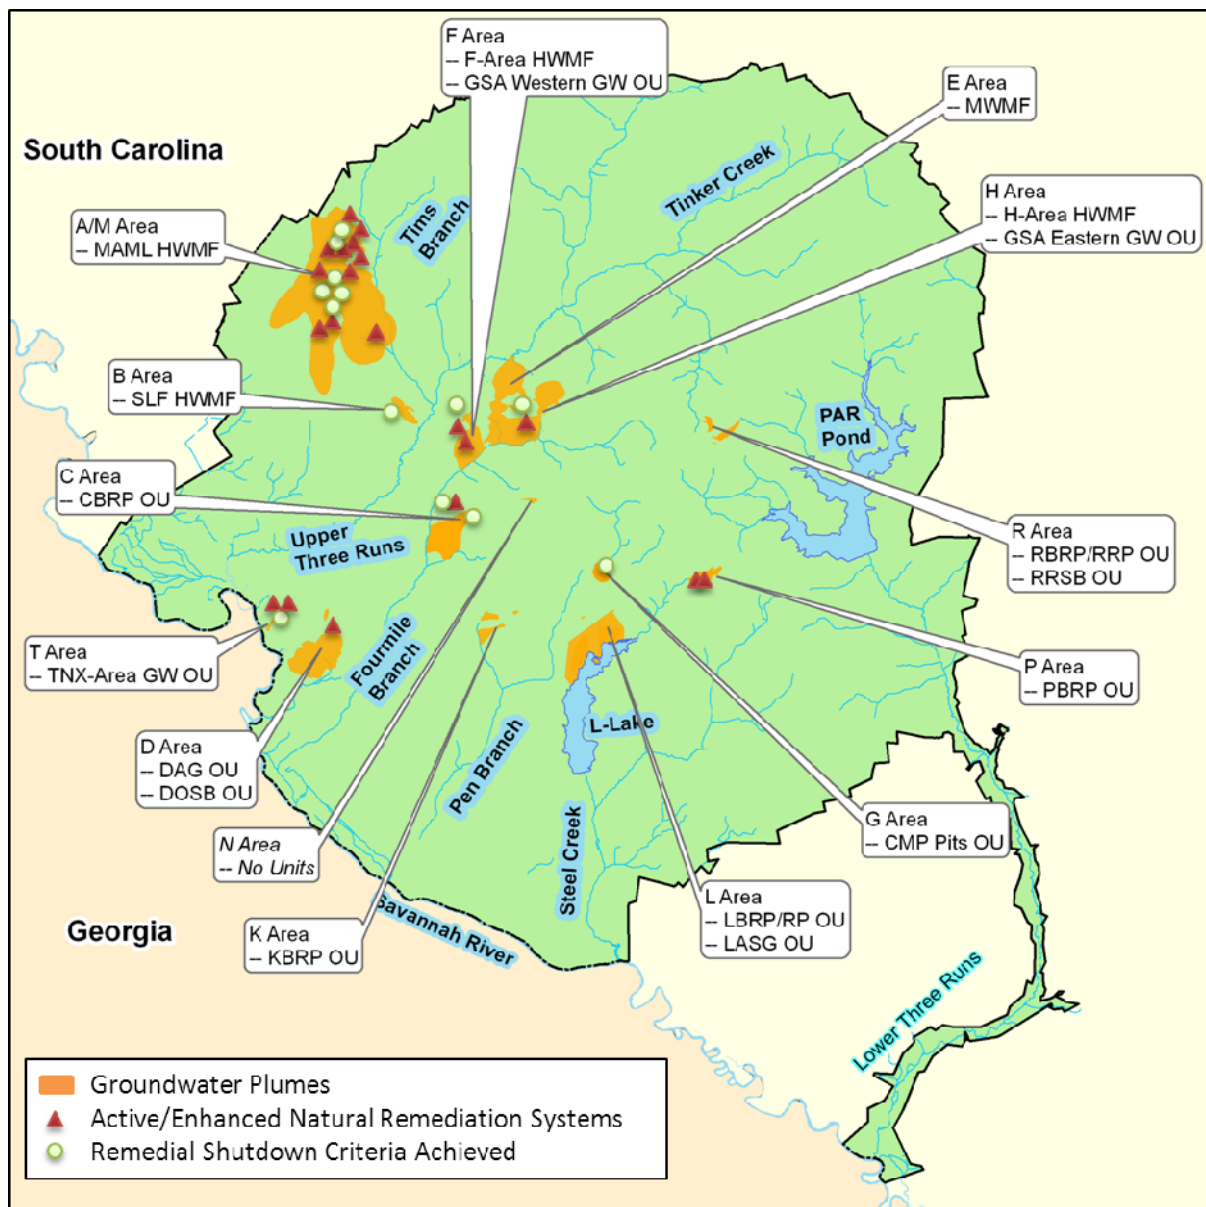 F Area
-- F-Area HWMF
-- GSA Western GW OU
E Area
-- MWMF
South Carolina
Tinker Creek
H Area
-- H-Area HWMF
-- GSA Eastern GW OU
A/M Area
-- MAML HWMF
Tims
Branch
B Area
-- SLF HWMF
PAR
Pond
C Area
-- CBRP OU
Upper
Three Runs
R Area
-- RBRP/RRP OU
-- RRSB OU
T Area
-- TNX-Area GW OU
Fourmile
Branch
P Area
-- PBRP OU
D Area
-- DAG OU
-- DOSB OU
L-Lake
Pen Branch
N Area
-- No Units
G Area
-- CMP Pits OU
Steel Creek
L Area
-- LBRP/RP OU
-- LASG OU
Georgia
K Area
-- KBRP OU
Savannah River
Lower Three Runs
Groundwater Plumes
Active/Enhanced Natural Remediation Systems
Remedial Shutdown Criteria Achieved